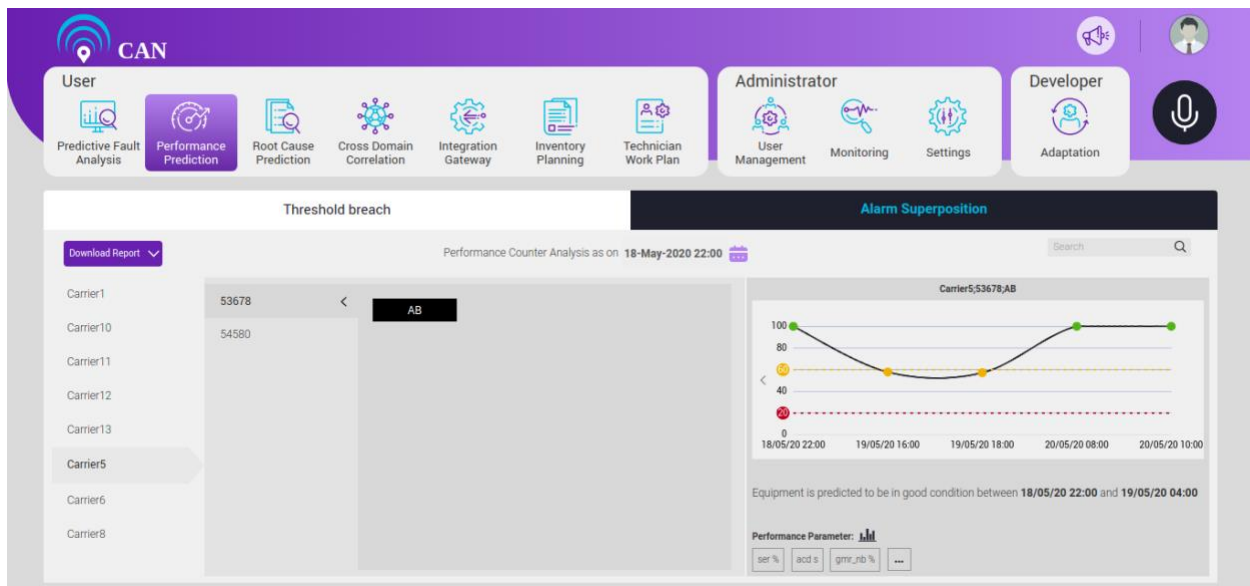 CAN
User
Administrator
Developer
Predictive Fault
Analysis
Performance
Prediction
Root Cause
Prediction
Cross Domain
Correlation
Integration
Gateway
Inventory
Planning
Technician
Work Plan
User
Management
Monitoring
Settings
Adaptation
Threshold breach
Alarm Superposition
Download Report
Performance Counter Analysis as on 18-May-2020 22:00
Search
Carrier1
Carrier10
Carrier11
Carrier12
Carrier13
Carrier5
Carrier6
Carrier8
53678
54580
AB
Carrier5;53678;AB
100
80
60
40
20
0
18/05/20 22:00 19/05/20 16:00 19/05/20 18:00 20/05/20 08:00 20/05/20 10:00
Equipment is predicted to be in good condition between 18/05/20 22:00 and 19/05/20 04:00
Performance Parameter:
ser % acd s gmr_nb % ...